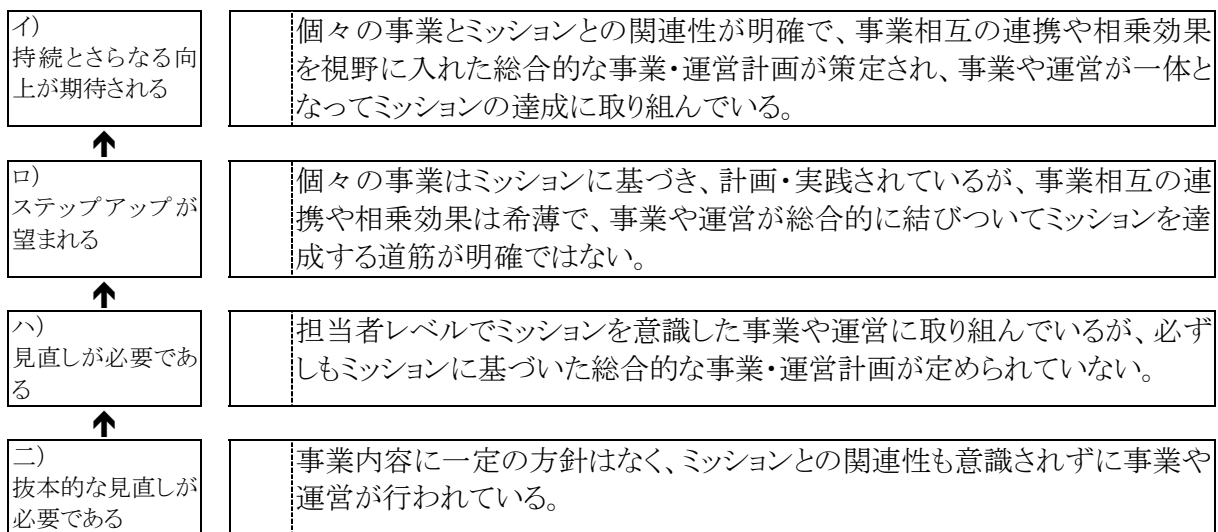 イ)
持続とさらなる向
上が期待される
個々の事業とミッションとの関連性が明確で、事業相互の連携や相乗効果
を視野に入れた総合的な事業・運営計画が策定され、事業や運営が一体と
なってミッションの達成に取り組んでいる。
ロ)
ステップアップが
望まれる
個々の事業はミッションに基づき、計画・実践されているが、事業相互の連
携や相乗効果は希薄で、事業や運営が総合的に結びついてミッションを達
成する道筋が明確ではない。
ハ)
見直しが必要であ
る
担当者レベルでミッションを意識した事業や運営に取り組んでいるが、必ず
しもミッションに基づいた総合的な事業・運営計画が定められていない。
二)
抜本的な見直しが
必要である
事業内容に一定の方針はなく、ミッションとの関連性も意識されずに事業や
運営が行われている。